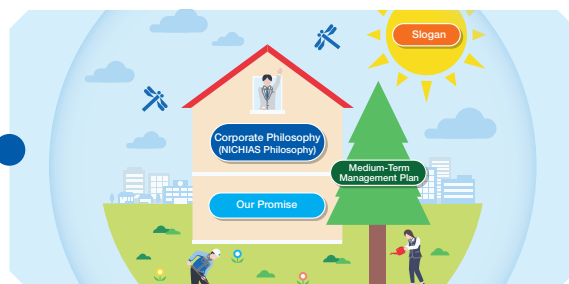 Slogan
Corporate Philosophy
(NICHIAS Philosophy)
Medium-Term
Management Plan
Our Promise